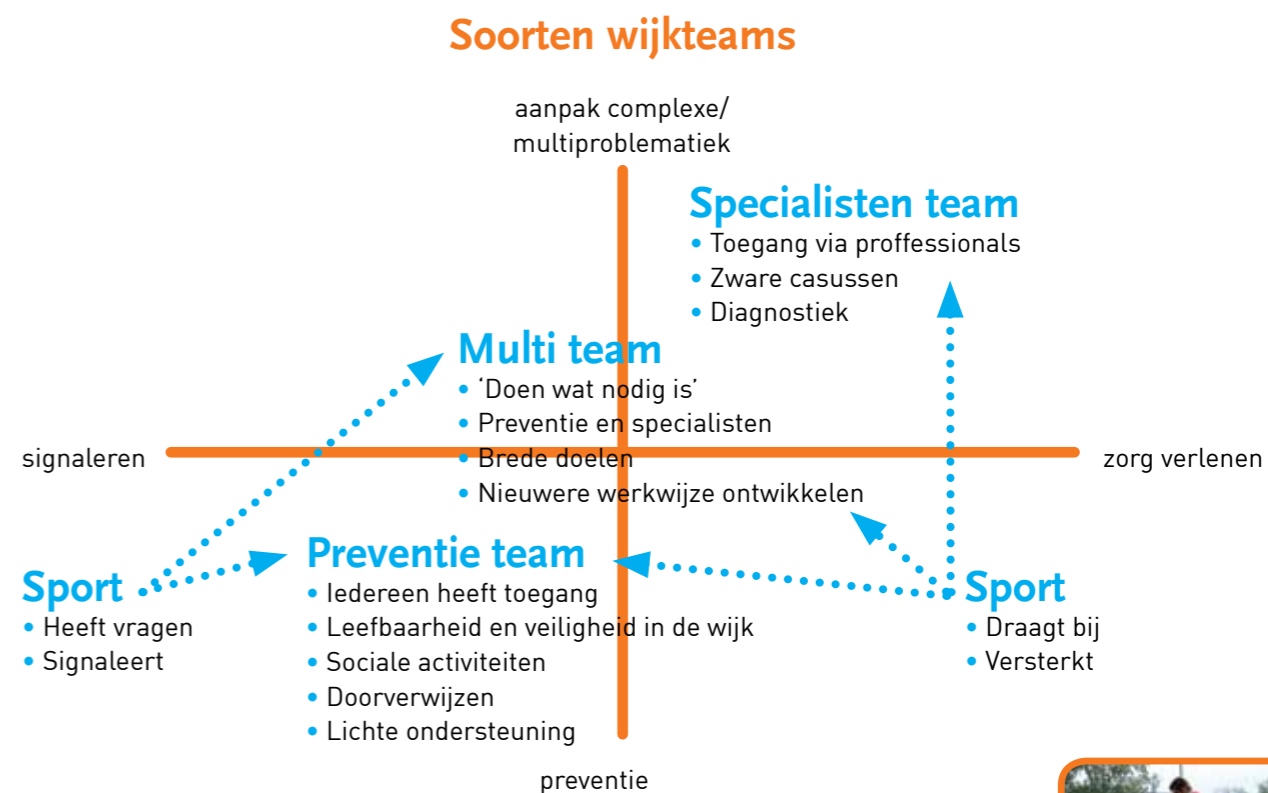 Soorten wijkteams
aanpak complexe/
multiproblematiek
Specialisten team
• Toegang via proffessionals
• Zware casussen
• Diagnostiek
Multi team
• ‘Doen wat nodig is’
• Preventie en specialisten
• Brede doelen
• Nieuwere werkwijze ontwikkelen
signaleren
zorg verlenen
Sport
• Heeft vragen
• Signaleert
Preventie team
• Iedereen heeft toegang
• Leefbaarheid en veiligheid in de wijk
• Sociale activiteiten
• Doorverwijzen
• Lichte ondersteuning
Sport
• Draagt bij
• Versterkt
preventie